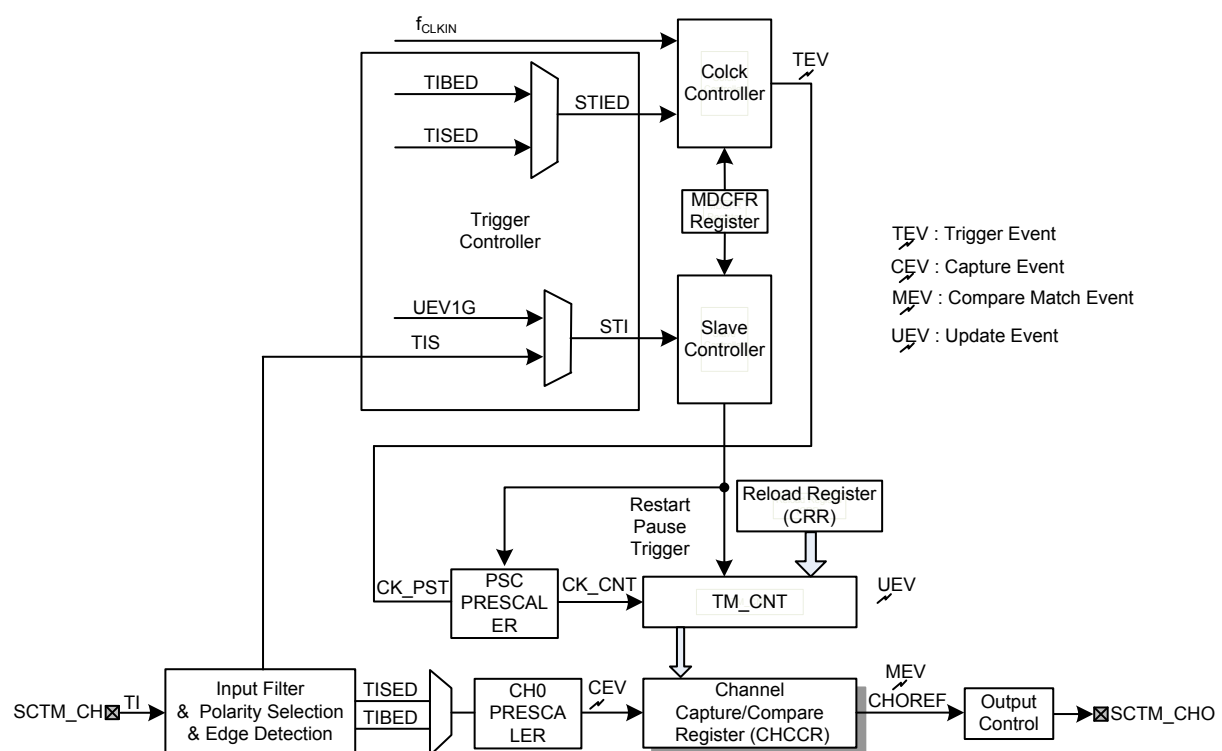 fCLKIN
TEV
Colck
Controller
TIBED
STIED
TISED
MDCFR
Register
Trigger
Controller
TEV : Trigger Event
CEV : Capture Event
MEV : Compare Match Event
UEV : Update Event
UEV1G
STI
TIS
Slave
Controller
Reload Register
(CRR)
Restart
Pause
Trigger
CK_PST
PSC
PRESCAL
ER
CK_CNT
TM_CNT
UEV
SCTM_CH
TI
Input Filter
& Polarity Selection
& Edge Detection
TISED
TIBED
CH0
PRESCA
LER
CEV
Channel
Capture/Compare
Register (CHCCR)
MEV
CHOREF
Output
Control
SCTM_CHO